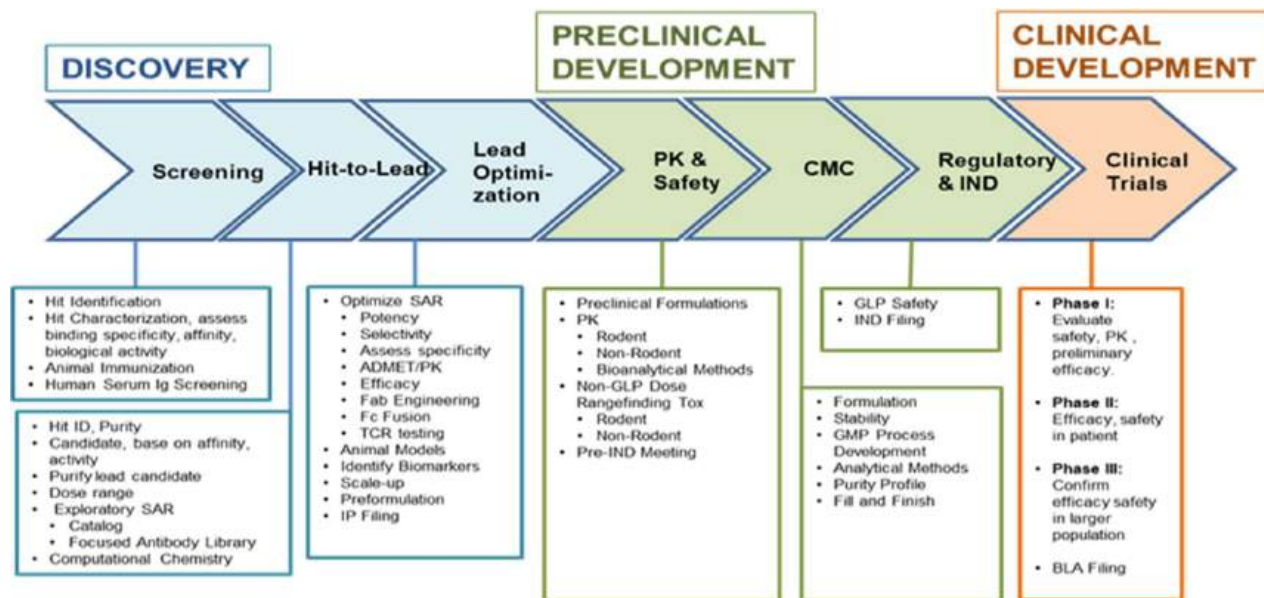 DISCOVERY
PRECLINICAL
DEVELOPMENT
CLINICAL
DEVELOPMENT
Screening
Hit-to-Lead
Lead
Optimi-
zation
PK &
Safety
CMC
Regulatory
& IND
Clinical
Trials
• Hit Identification
• Hit Characterization, assess
binding specificity, affinity,
biological activity
• Animal Immunization
• Human Serum Ig Screening
• Hit ID, Purity
• Candidate, base on affinity,
activity
• Purify lead candidate
• Dose range
• Exploratory SAR
• Catalog
• Focused Antibody Library
• Computational Chemistry
• Optimize SAR
• Potency
• Selectivity
• Assess specificity
• ADMET/PK
• Efficacy
• Fab Engineering
• Fc Fusion
• TCR testing
• Animal Models
• Identify Biomarkers
• Scale-up
• Preformulation
• IP Filing
• Preclinical Formulations
• PK
• Rodent
• Non-Rodent
• Bioanalytical Methods
• Non-GLP Dose
Rangefinding Tox
• Rodent
• Non-Rodent
• Pre-IND Meeting
• GLP Safety
• IND Filing
• Formulation
• Stability
• GMP Process
Development
• Analytical Methods
• Purity Profile
• Fill and Finish
• Phase I:
Evaluate
safety, PK ,
preliminary
efficacy.
• Phase II:
Efficacy, safety
in patient
• Phase III:
Confirm
efficacy safety
in larger
population
• BLA Filing